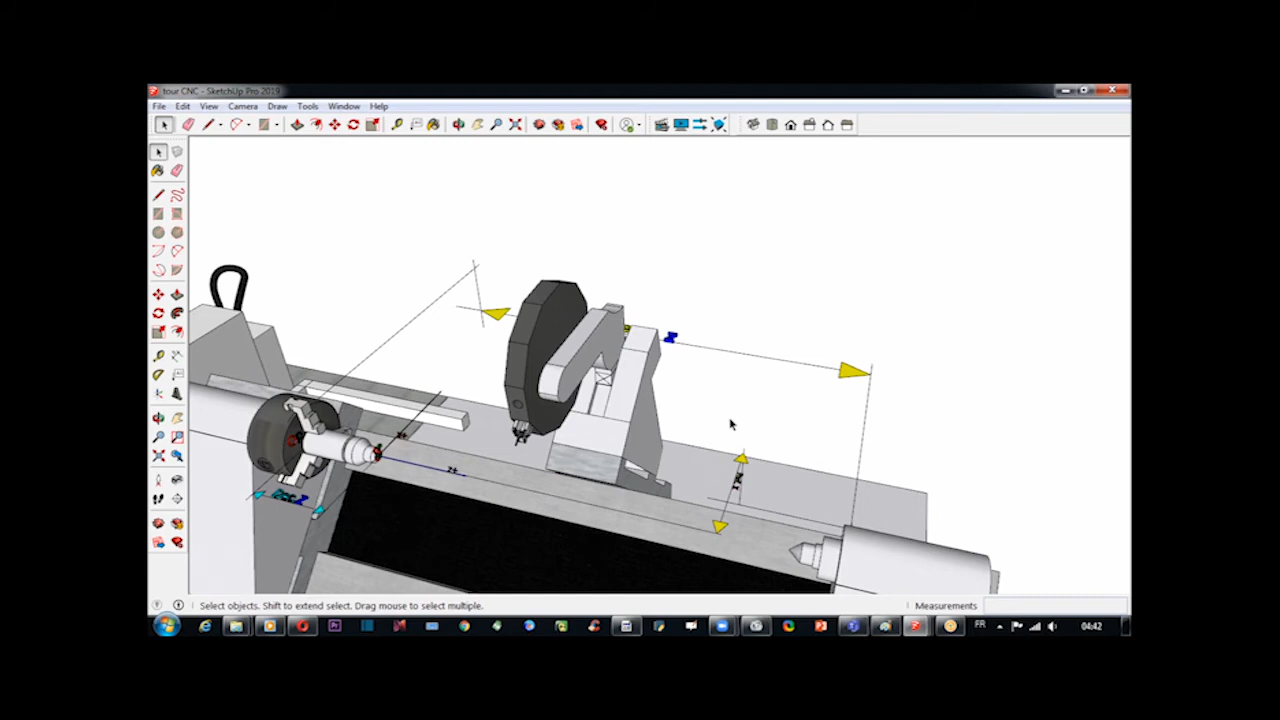 tour CNC - SketchUp Pro 2019
File Edit View Camera Draw Tools Window Help
Z
Z+
Select objects. Shift to extend select. Drag mouse to select multiple.
Measurements
FR
04:42